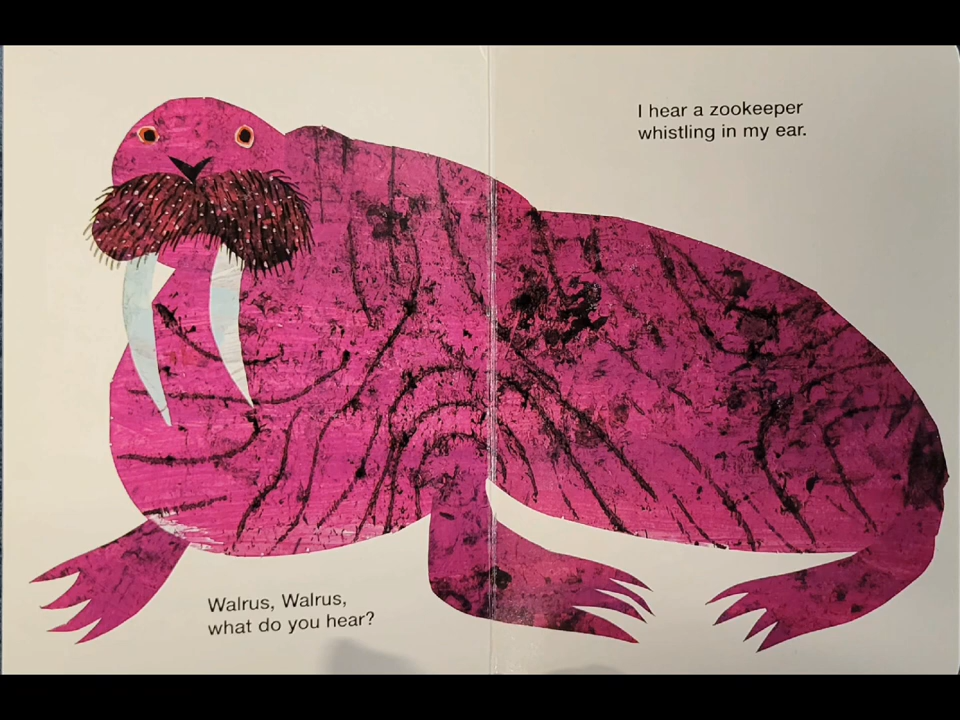 Walrus, Walrus,
what do you hear?
I hear a zookeeper
whistling in my ear.